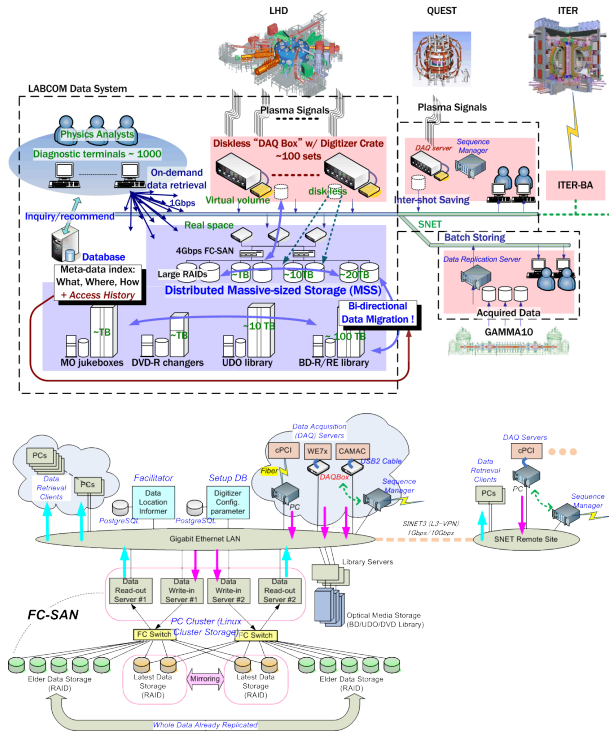 LHD
QUEST
ITER
LABCOM Data System
Plasma Signals
Plasma Signals
Physics Analysts
Diagnostic terminals ~ 1000
Diskless "DAQ Box" w/ Digitizer Crate
~100 sets
DAQ server
Sequence
Manager
On-demand
data retrieval
1Gbps
Virtual volume
diskless
Inter-shot Saving
ITER-BA
Inquiry/recommend
Real space
SNET
4Gbps FC-SAN
Batch Storing
Database
Data Replication Server
Meta-data index:
What, Where, How
+ Access History
Large RAIDs
~TB
~10TB
~20TB
Distributed Massive-sized Storage (MSS)
Acquired Data
Bi-directional
Data Migration !
GAMMA10
~TB
~TB
~10 TB
~ 100 TB
MO jukeboxes
DVD-R changers
UDO library
BD-R/RE library
Data Acquisition
(DAQ) Servers
cPCI
WE7x
CAMAC
USB2 Cable
DAQ Servers
cPCI
PCs
Data
Retrieval
Clients
PCs
Facilitator
Setup DB
Fiber
DAQBox
PC
Sequence
Manager
Data
Retrieval
Clients
PCs
PC
Sequence
Manager
Data
Location
Informer
Digitizer
Config.
parameter
PostgreSQL
PostgreSQL
Gigabit Ethernet LAN
SINET3 (L3-VPN)
1Gbps/10Gbps
SNET Remote Site
Library Servers
Data
Read-out
Server #1
Data
Write-in
Server #1
Data
Write-in
Server #2
Data
Read-out
Server #2
Optical Media Storage
(BD/UDO/DVD Library)
FC-SAN
PC Cluster (Linux
Cluster Storage)
FC Switch
FC Switch
Elder Data Storage
(RAID)
Latest Data
Storage
(RAID)
Mirroring
Latest Data
Storage
(RAID)
Elder Data Storage
(RAID)
Whole Data Already Replicated